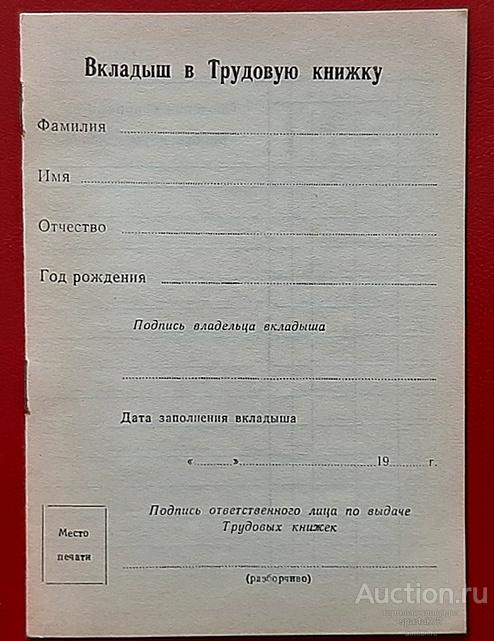 Вкладыш в Трудовую книжку
Фамилия
Имя
Отчество
Год рождения
Подпись владельца вкладыша
Дата заполнения вкладыша
«..........» .......................................... 19.......... г.
Подпись ответственного лица по выдаче
Трудовых книжек
Место
печати
(разборчиво)
Auction.ru